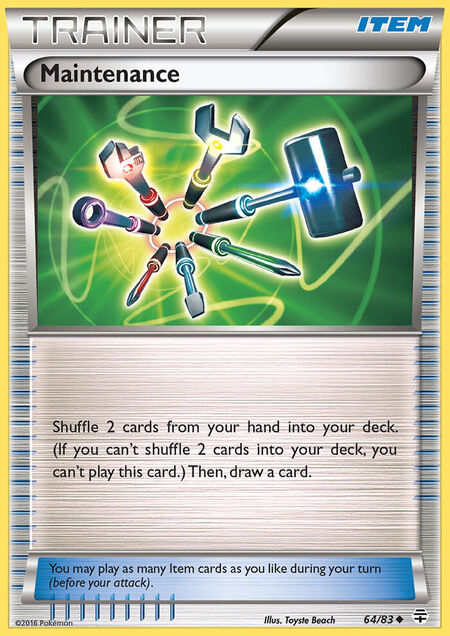 TRAINER
ITEM
Maintenance
Shuffle 2 cards from your hand into your deck.
(If you can't shuffle 2 cards into your deck, you
can't play this card.) Then, draw a card.
You may play as many Item cards as you like during your turn
(before your attack).
©2016 Pokémon
Illus. Toyste Beach
64/83